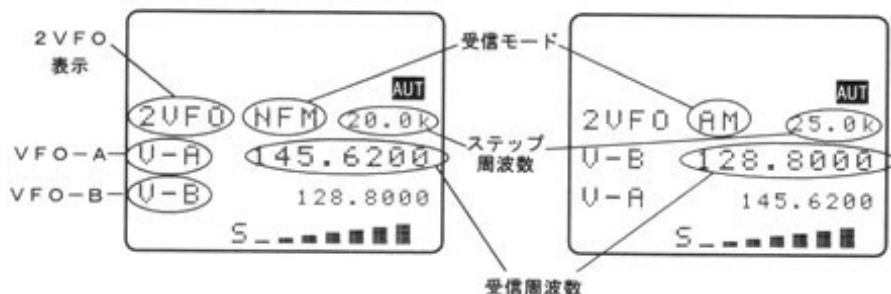 2VFO
表示
受信モード
AUT
2VFO NFM 20.0k
VFO-A V-A 145.6200
VFO-B V-B 128.8000
S
ステップ
周波数
AUT
2VFO AM 25.0k
V-B 128.8000
V-A 145.6200
S
受信周波数